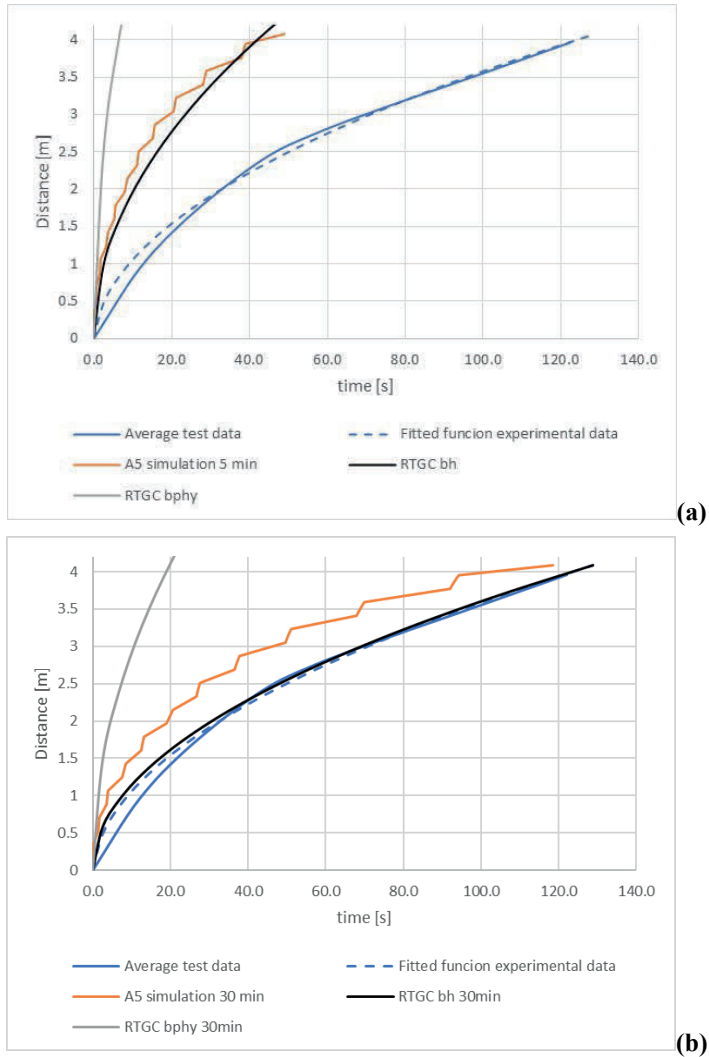 4
3.5
3
2.5
2
1.5
1
0.5
0
Distance [m]
0.0 20.0 40.0 60.0 80.0 100.0 120.0 140.0
time [s]
Average test data Fitted funcion experimental data
A5 simulation 5 min RTGC bh
RTGC bphy
(a)
4
3.5
3
2.5
2
1.5
1
0.5
0
Distance [m]
0.0 20.0 40.0 60.0 80.0 100.0 120.0 140.0
time [s]
Average test data Fitted funcion experimental data
A5 simulation 30 min RTGC bh 30min
RTGC bphy 30min
(b)